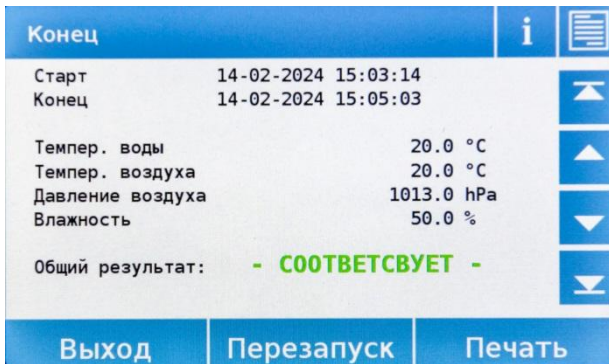 Конец i
Старт 14-02-2024 15:03:14
Конец 14-02-2024 15:05:03
Темпер. воды 20.0 °C
Темпер. воздуха 20.0 °C
Давление воздуха 1013.0 hPa
Влажность 50.0 %
Общий результат: - СООТВЕТСВУЕТ -
Выход Перезапуск Печать